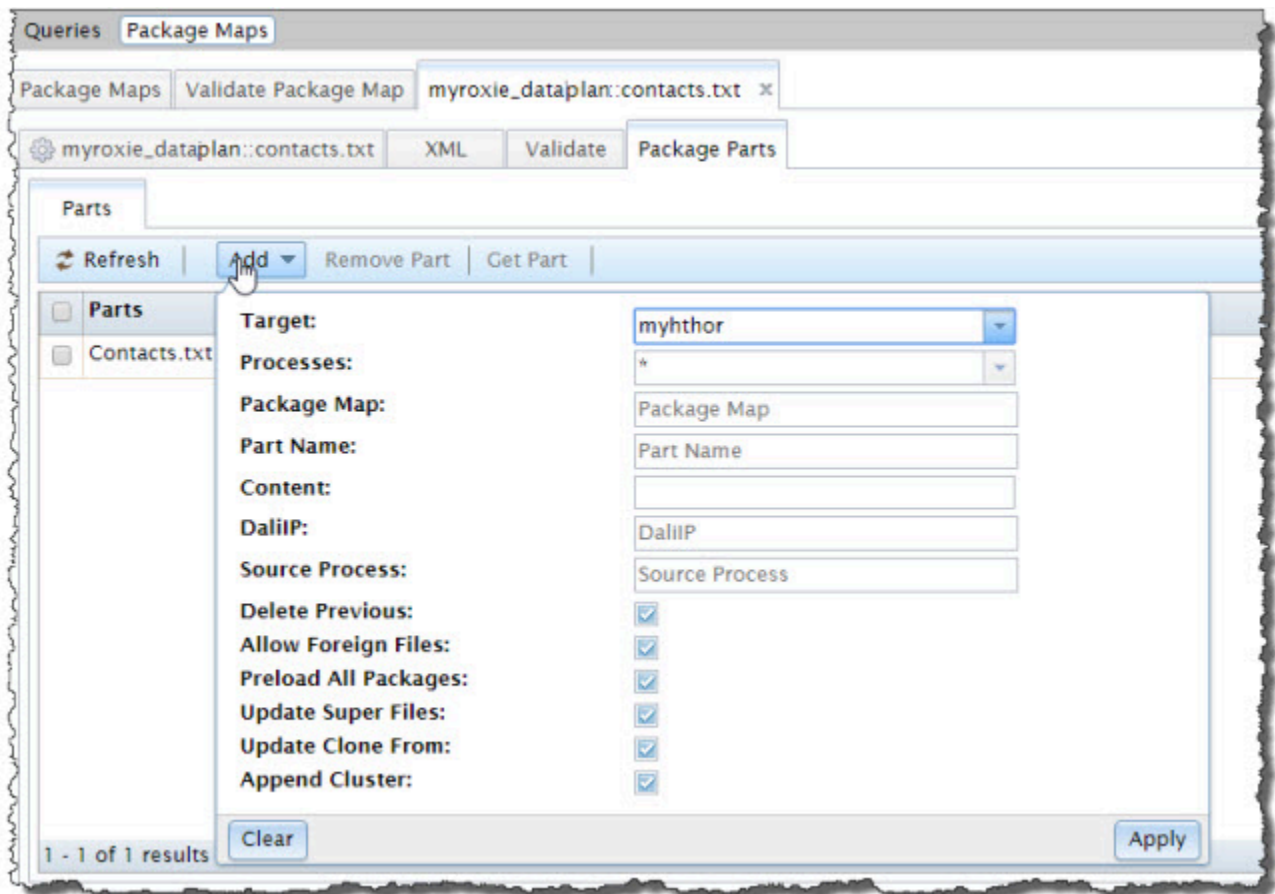 Queries Package Maps
Package Maps Validate Package Map myroxie_dataplan::contacts.txt x
myroxie_dataplan::contacts.txt XML Validate Package Parts
Parts
Refresh Add Remove Part Get Part
Parts
Contacts.txt
Target: myhthor
Processes: *
Package Map: Package Map
Part Name: Part Name
Content:
DaliIP: DaliIP
Source Process: Source Process
Delete Previous:
Allow Foreign Files:
Preload All Packages:
Update Super Files:
Update Clone From:
Append Cluster:
Clear Apply
1 - 1 of 1 results